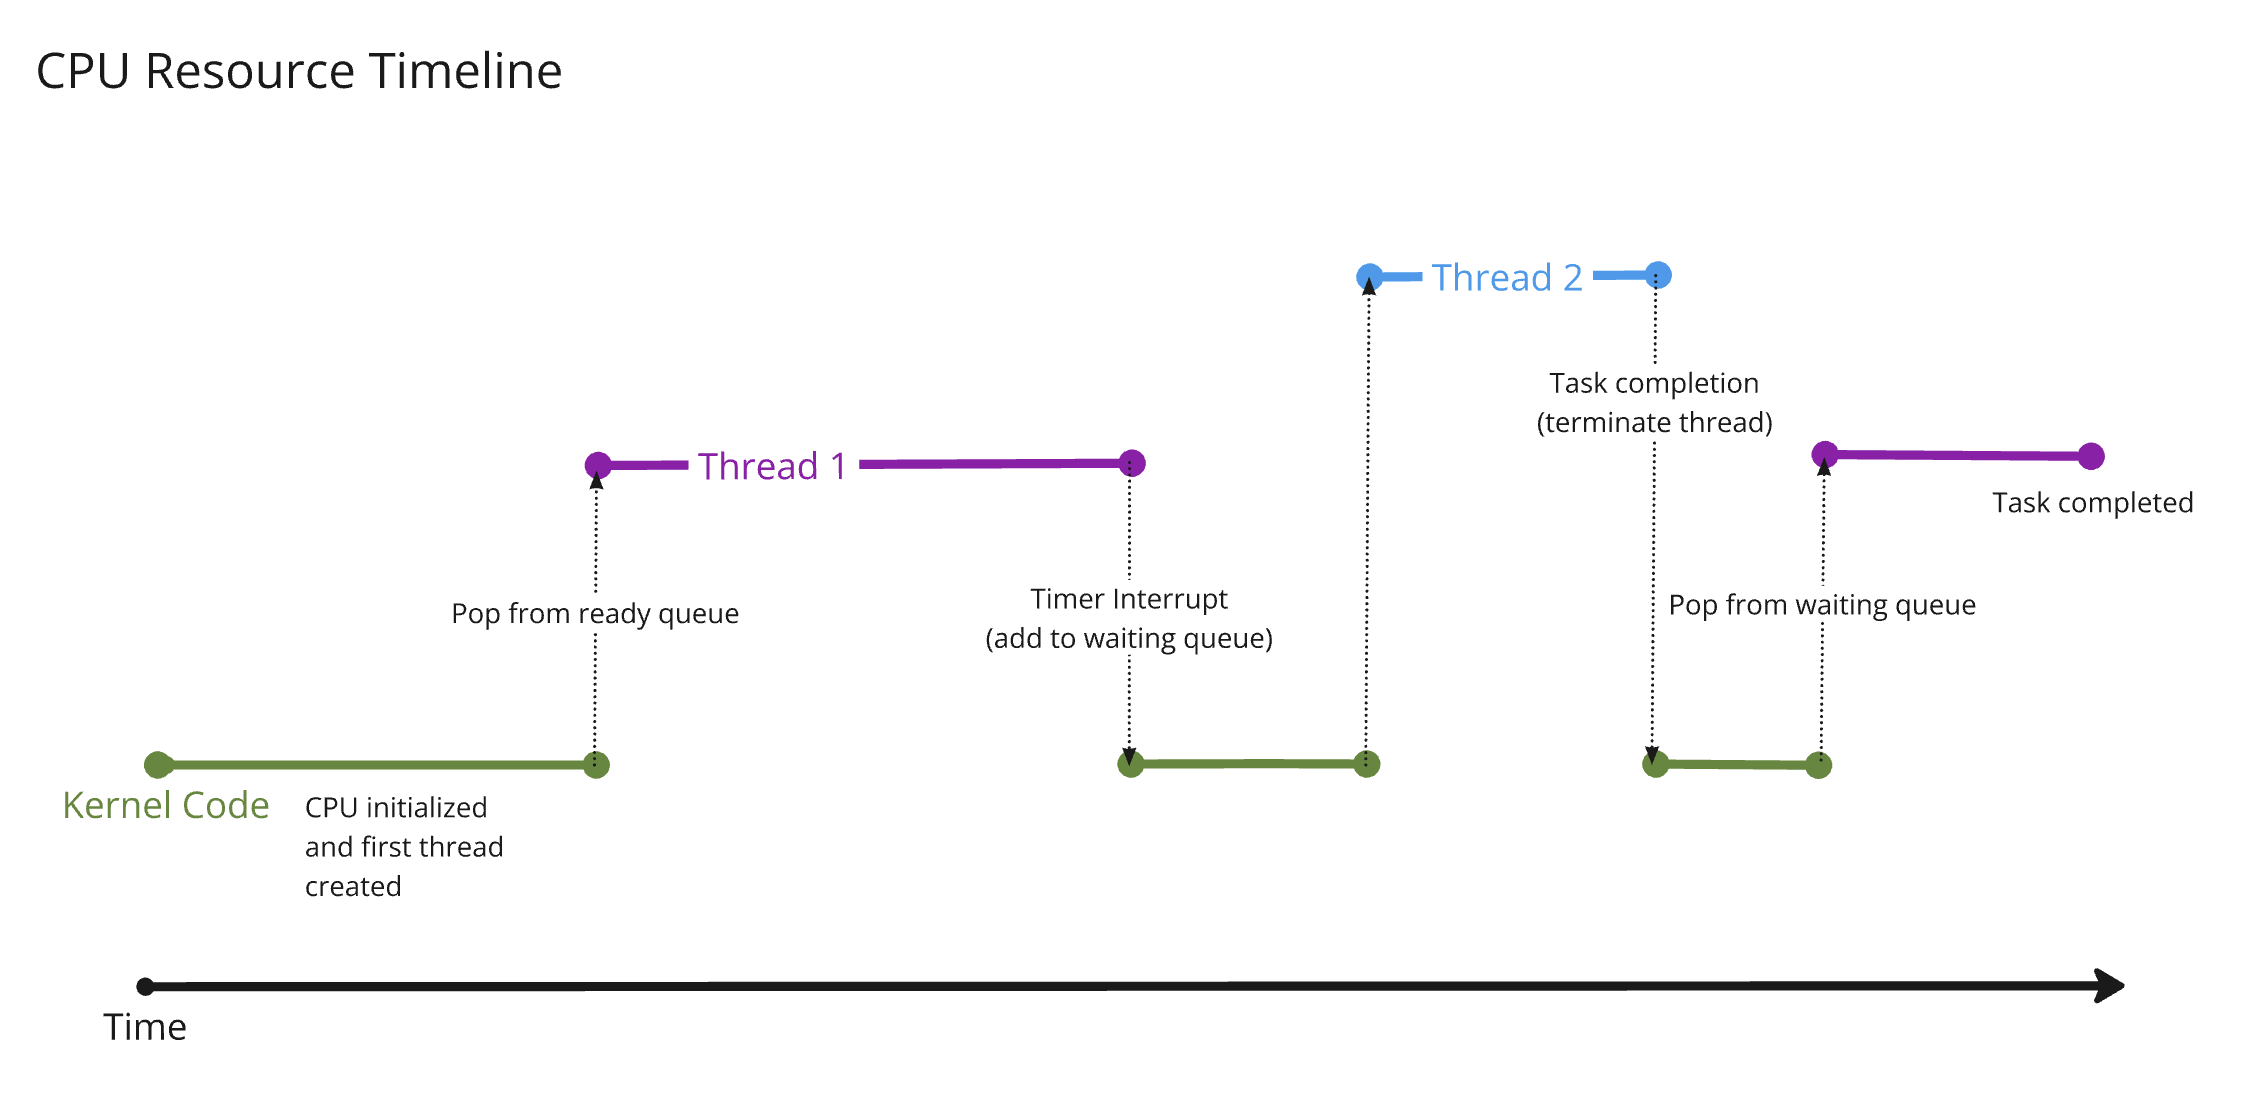 CPU Resource Timeline
Thread 2
Task completion
(terminate thread)
Thread 1
Task completed
Pop from ready queue
Timer Interrupt
(add to waiting queue)
Pop from waiting queue
Kernel Code
CPU initialized
and first thread
created
Time